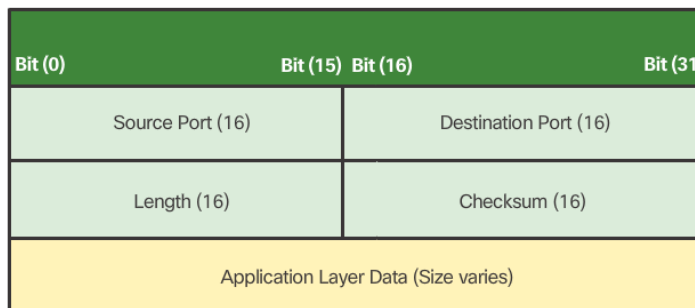 Bit (0) Bit (15) Bit (16) Bit (31
Source Port (16) Destination Port (16)
Length (16) Checksum (16)
Application Layer Data (Size varies)